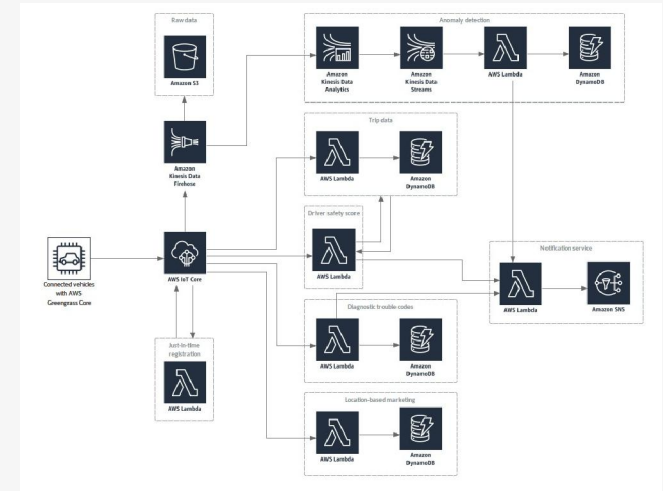 Raw data
Amazon S3
Anomaly detection
Amazon
Kinesis Data
Analytics
Amazon
Kinesis Data
Streams
AWS Lambda
Amazon
DynamoDB
Amazon
Kinesis Data
Firehose
Trip data
AWS Lambda
Amazon
DynamoDB
Driver safety score
AWS Lambda
Connected vehicles
with AWS
Greengrass Core
AWS IoT Core
Notification service
AWS Lambda
Amazon SNS
Just-in-time
registration
AWS Lambda
Diagnostic trouble codes
AWS Lambda
Amazon
DynamoDB
Location-based marketing
AWS Lambda
Amazon
DynamoDB